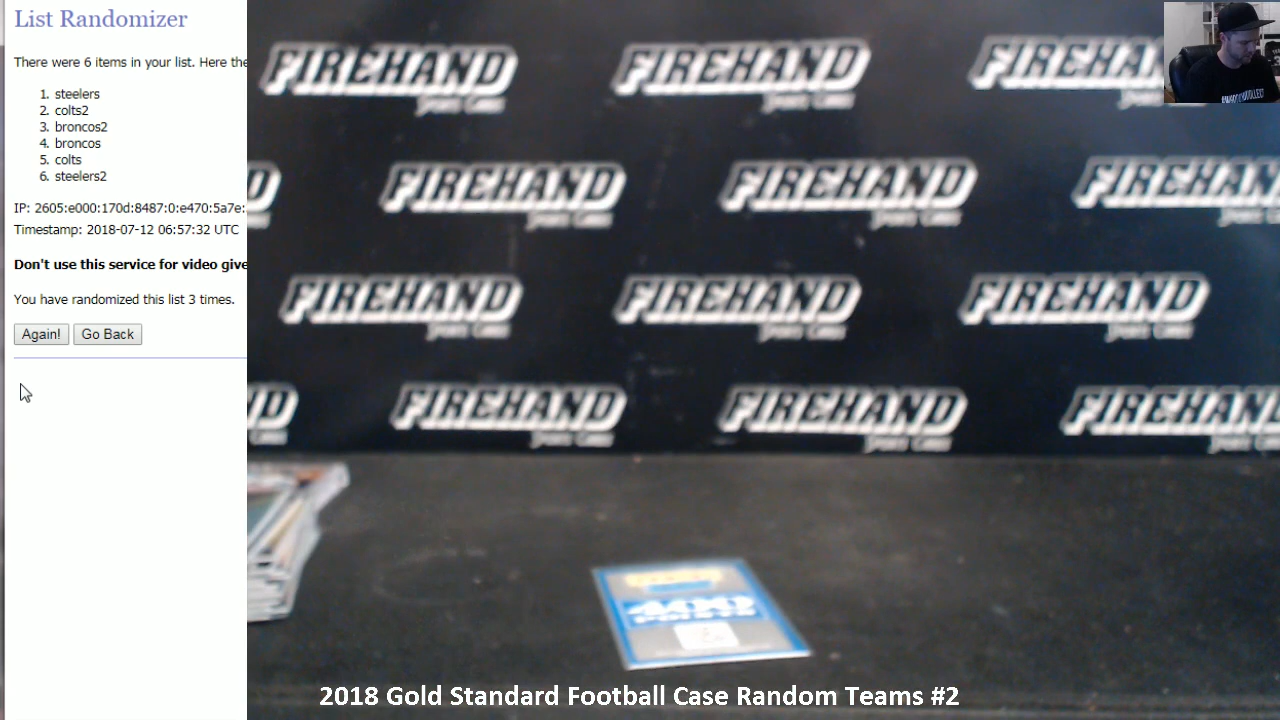 List Randomizer
There were 6 items in your list. Here the
1. steelers
2. colts2
3. broncos2
4. broncos
5. colts
6. steelers2
IP: 2605:e000:170d:8487:0:e470:5a7e:
Timestamp: 2018-07-12 06:57:32 UTC
Don't use this service for video give
You have randomized this list 3 times.
Again! Go Back
FIREHAND FIREHAND FIREHAND
FIREHAND FIREHAND FIREHAND
FIREHAND FIREHAND FIREHAND
FIREHAND FIREHAND FIREHAND
400
POINTS
2018 Gold Standard Football Case Random Teams #2